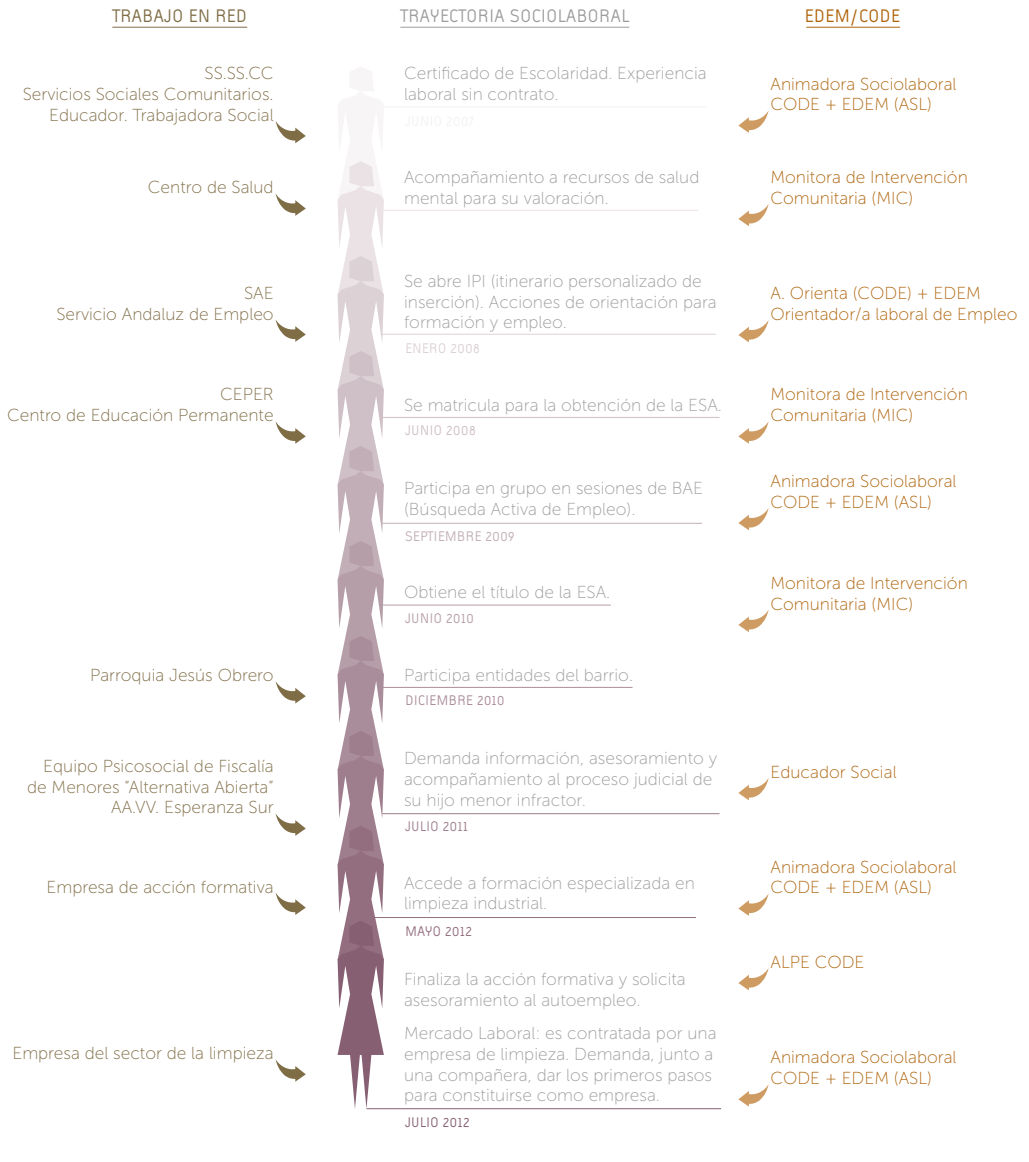 TRABAJO EN RED
TRAYECTORIA SOCIOLABORAL
EDEM/CODE
SS.SS.CC
Servicios Sociales Comunitarios.
Educador. Trabajadora Social
Certificado de Escolaridad. Experiencia
laboral sin contrato.
JUNIO 2007
Animadora Sociolaboral
CODE + EDEM (ASL)
Centro de Salud
Acompañamiento a recursos de salud
mental para su valoración.
Monitora de Intervención
Comunitaria (MIC)
SAE
Servicio Andaluz de Empleo
Se abre IPI (itinerario personalizado de
inserción). Acciones de orientación para
formación y empleo.
ENERO 2008
A. Orienta (CODE) + EDEM
Orientador/a laboral de Empleo
CEPER
Centro de Educación Permanente
Se matricula para la obtención de la ESA.
JUNIO 2008
Monitora de Intervención
Comunitaria (MIC)
Participa en grupo en sesiones de BAE
(Búsqueda Activa de Empleo).
SEPTIEMBRE 2009
Animadora Sociolaboral
CODE + EDEM (ASL)
Obtiene el título de la ESA.
JUNIO 2010
Monitora de Intervención
Comunitaria (MIC)
Parroquia Jesús Obrero
Participa entidades del barrio.
DICIEMBRE 2010
Equipo Psicosocial de Fiscalía
de Menores "Alternativa Abierta"
AA.VV. Esperanza Sur
Demanda información, asesoramiento y
acompañamiento al proceso judicial de
su hijo menor infractor.
JULIO 2011
Educador Social
Empresa de acción formativa
Accede a formación especializada en
limpieza industrial.
MAYO 2012
Animadora Sociolaboral
CODE + EDEM (ASL)
Finaliza la acción formativa y solicita
asesoramiento al autoempleo.
ALPE CODE
Empresa del sector de la limpieza
Mercado Laboral: es contratada por una
empresa de limpieza. Demanda, junto a
una compañera, dar los primeros pasos
para constituirse como empresa.
JULIO 2012
Animadora Sociolaboral
CODE + EDEM (ASL)